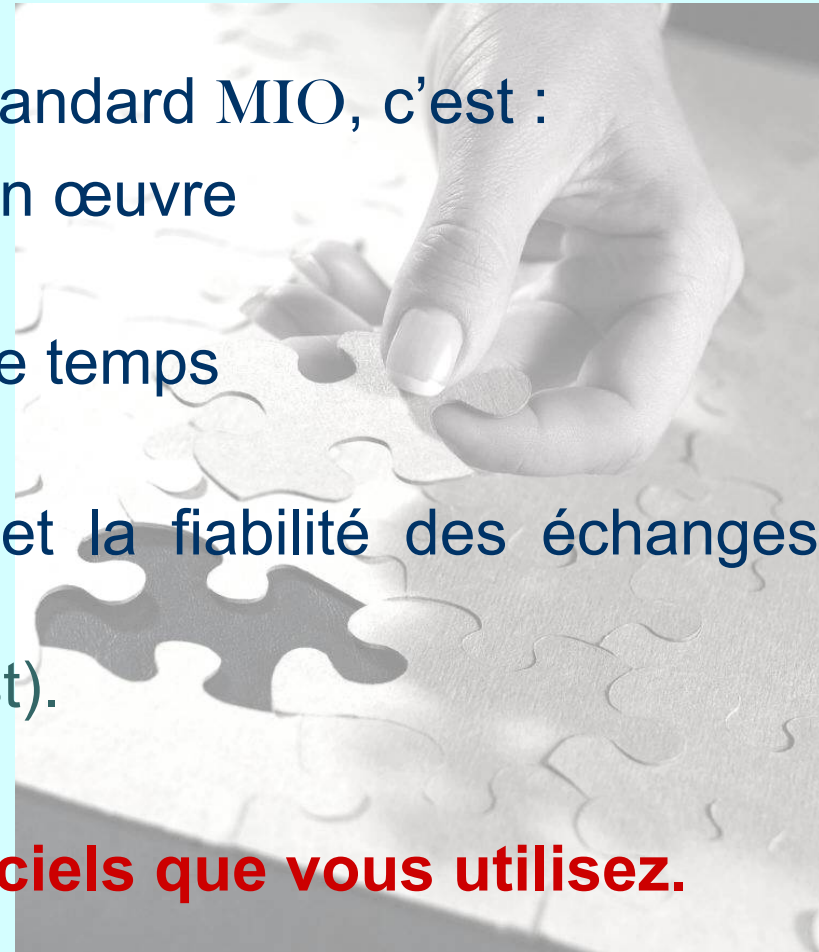 andard MIO, c’est :
n œuvre
e temps
et la fiabilité des échanges
t).
ciels que vous utilisez.